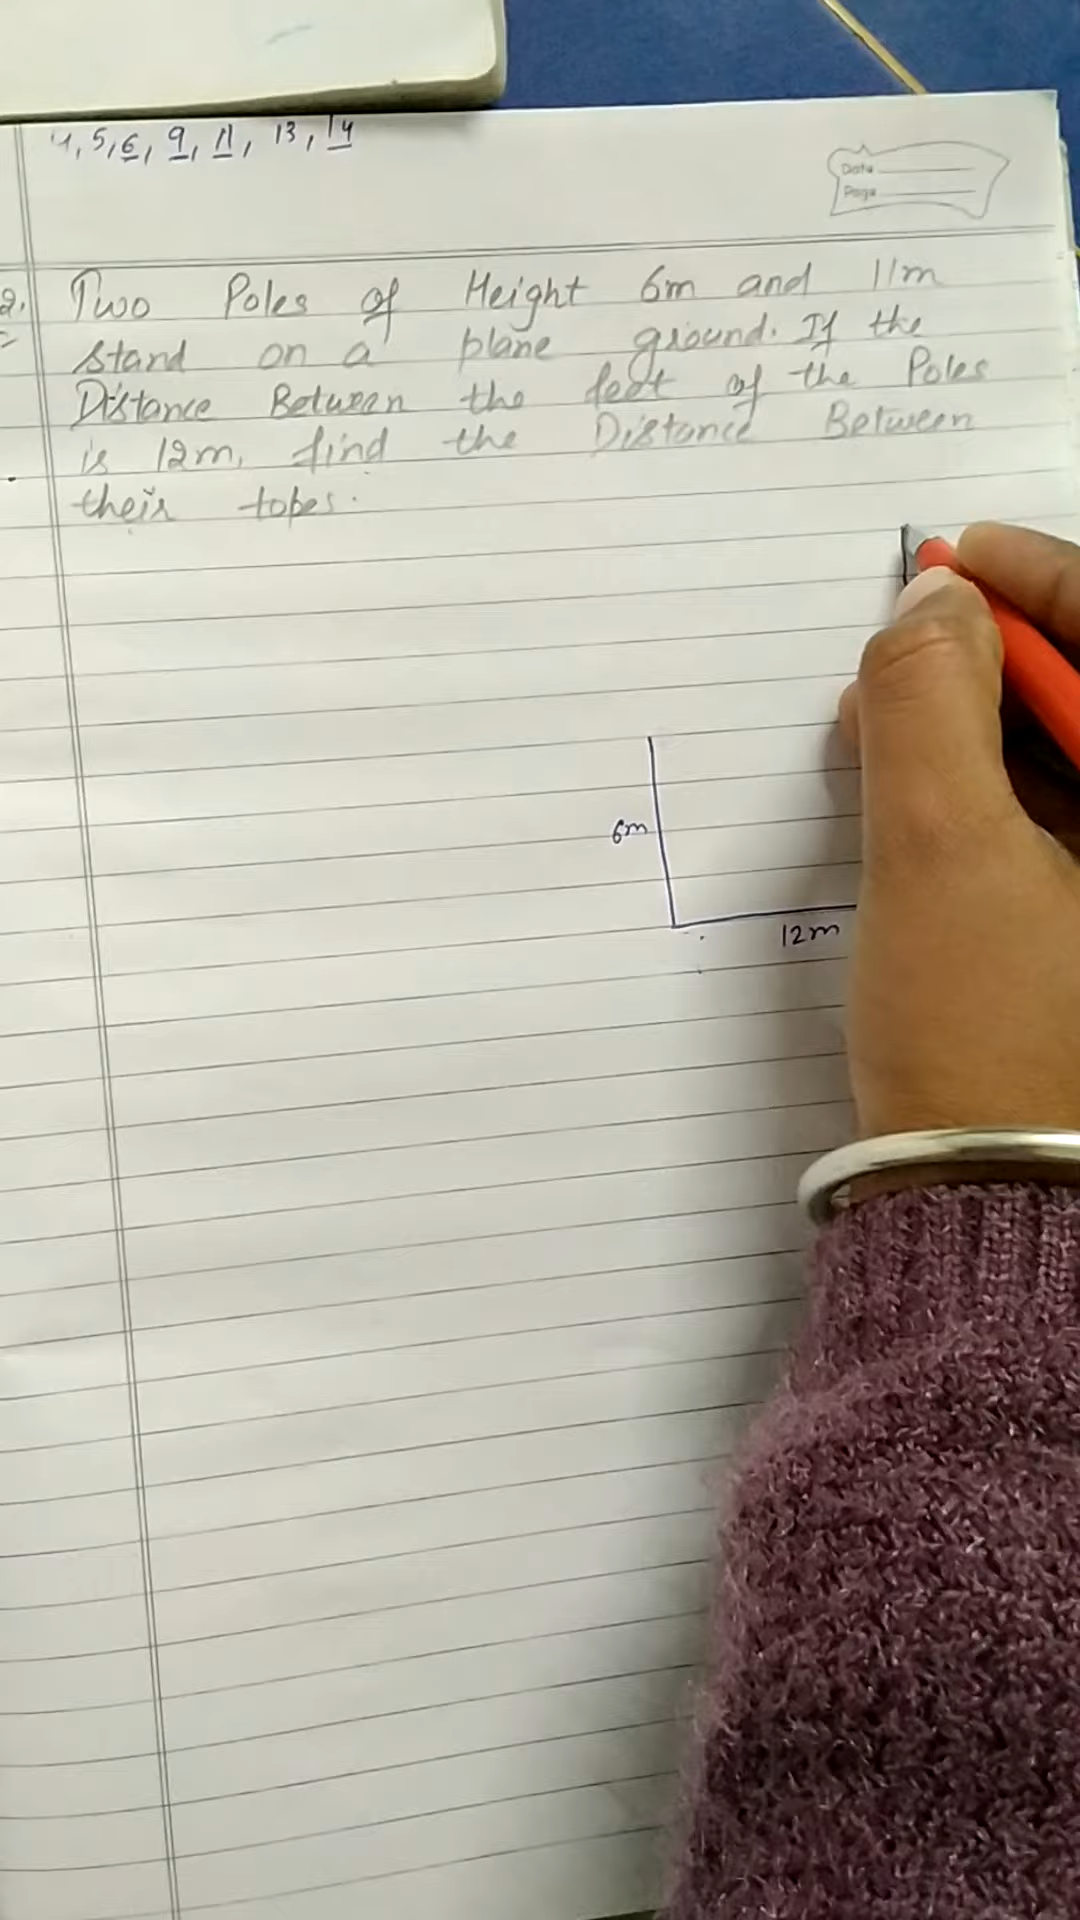 4, 5, 6, 9, 11, 13, 14
Date
Page
2. Two Poles of Height 6m and 11m
stand on a plane ground. If the
Distance Between the feet of the Poles
is 12m, find the Distance Between
their topes.
6m
12m